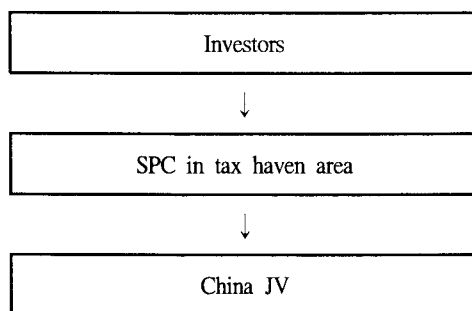 Investors
↓
SPC in tax haven area
↓
China JV